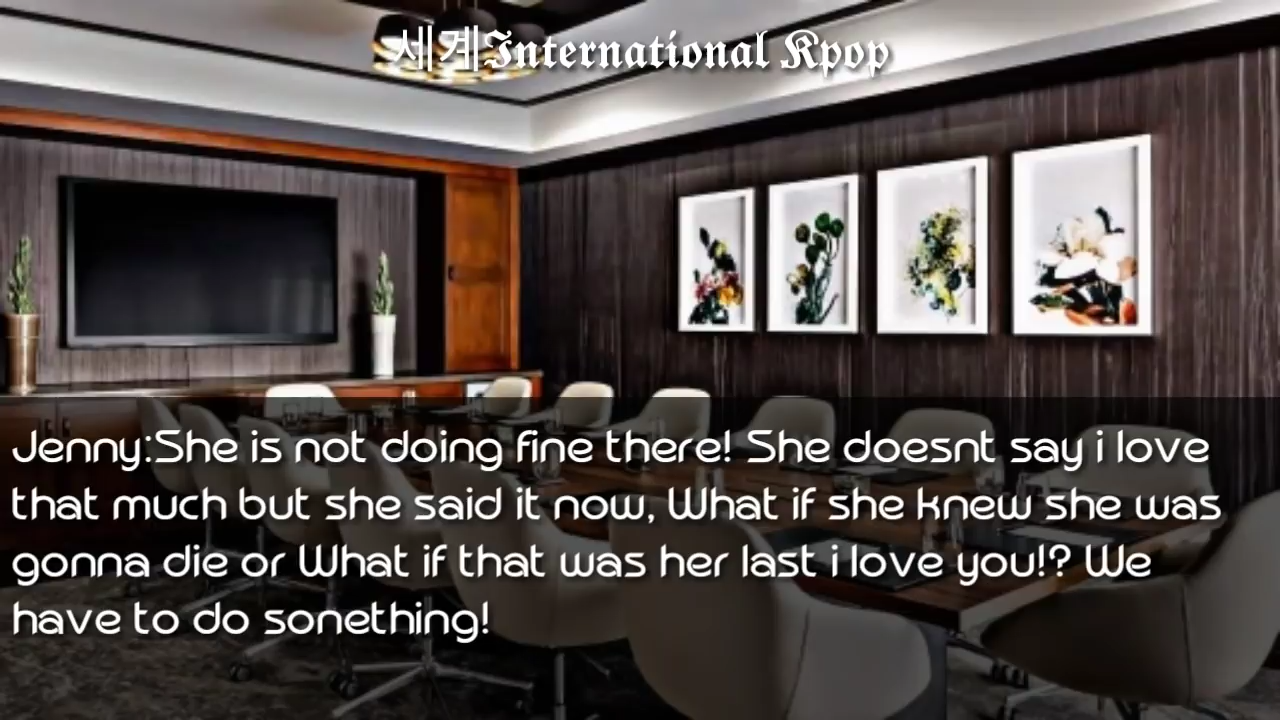 세계International Kpop
Jenny:She is not doing fine there! She doesnt say i love
that much but she said it now, What if she knew she was
gonna die or What if that was her last i love you!? We
have to do sonething!